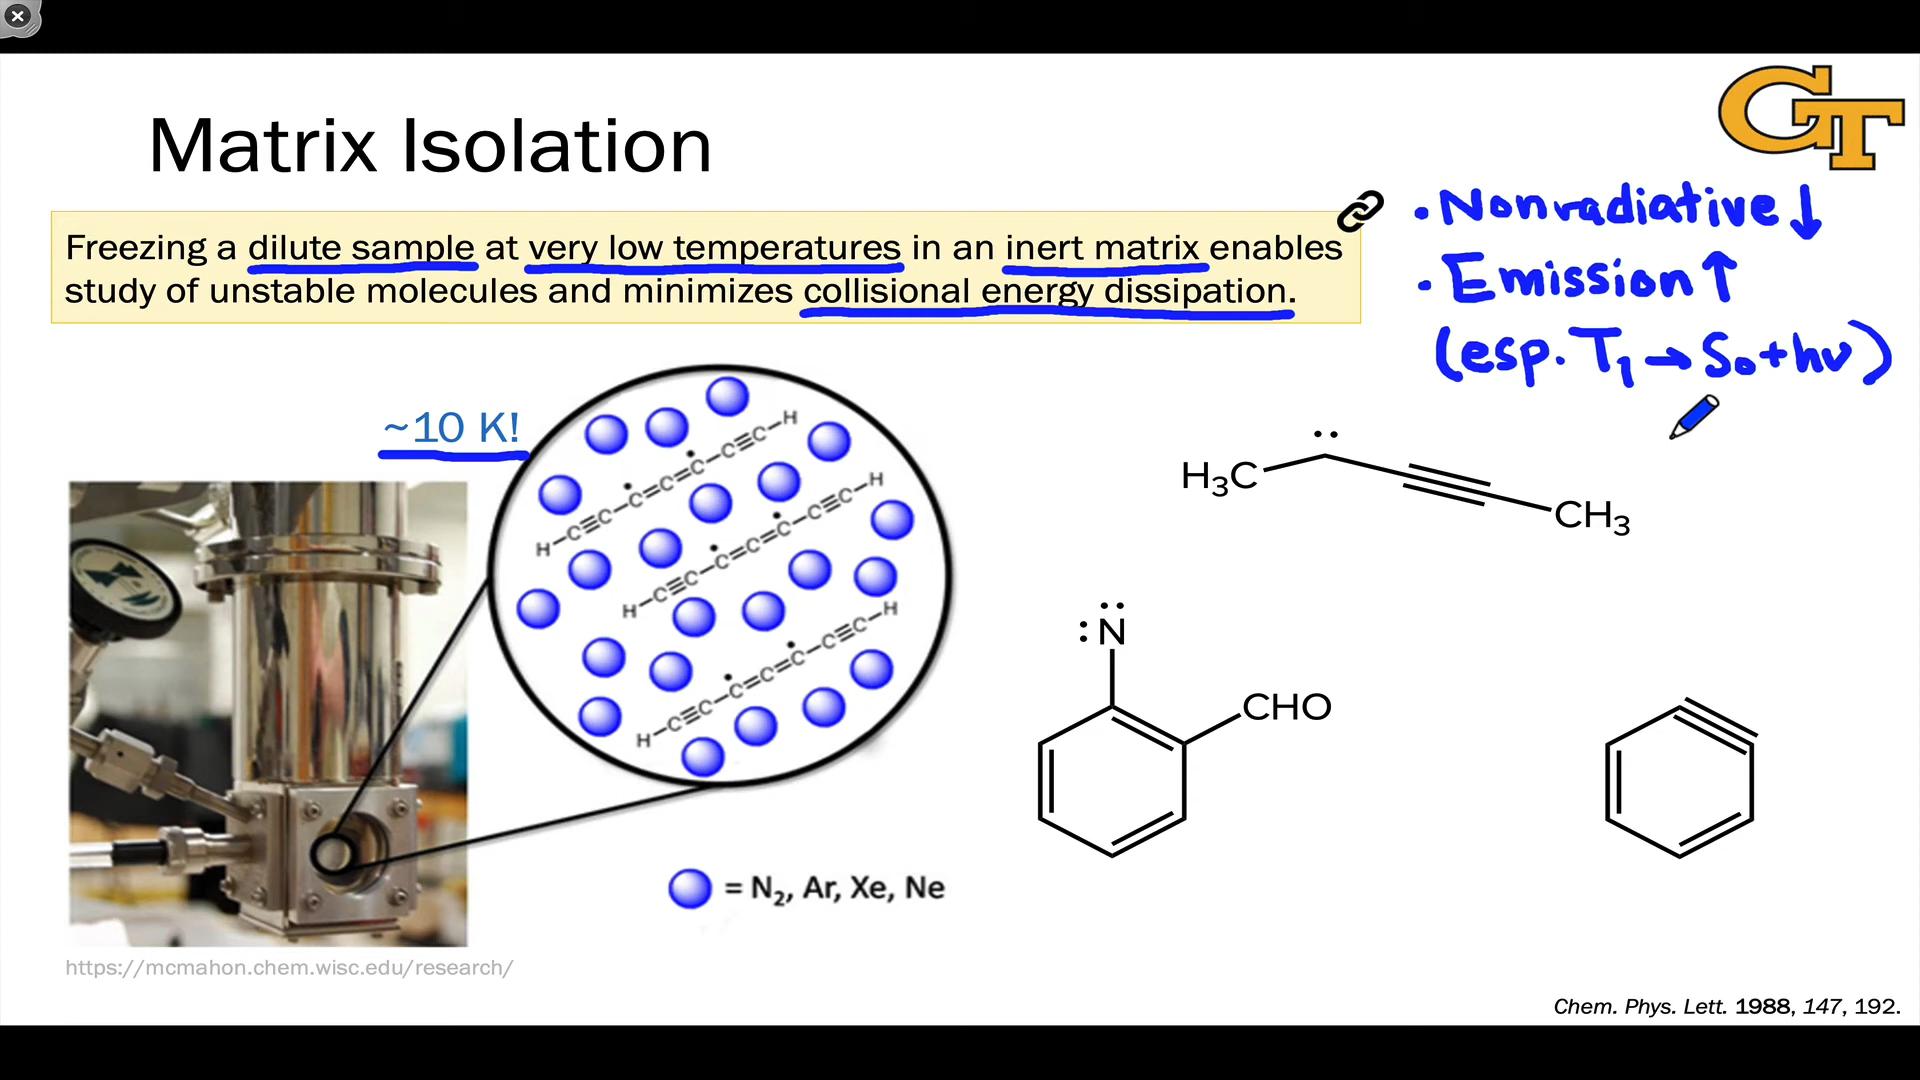 GT
Matrix Isolation
Freezing a dilute sample at very low temperatures in an inert matrix enables
study of unstable molecules and minimizes collisional energy dissipation.
· Nonradiative ↓
· Emission ↑
(esp. T₁ → S₀ + hν)
~10 K!
H–C≡C–Ċ=C=Ċ–C≡C–H
H–C≡C–Ċ=C=Ċ–C≡C–H
H–C≡C–Ċ=C=Ċ–C≡C–H
= N₂, Ar, Xe, Ne
H₃C
CH₃
:N
CHO
https://mcmahon.chem.wisc.edu/research/
Chem. Phys. Lett. 1988, 147, 192.